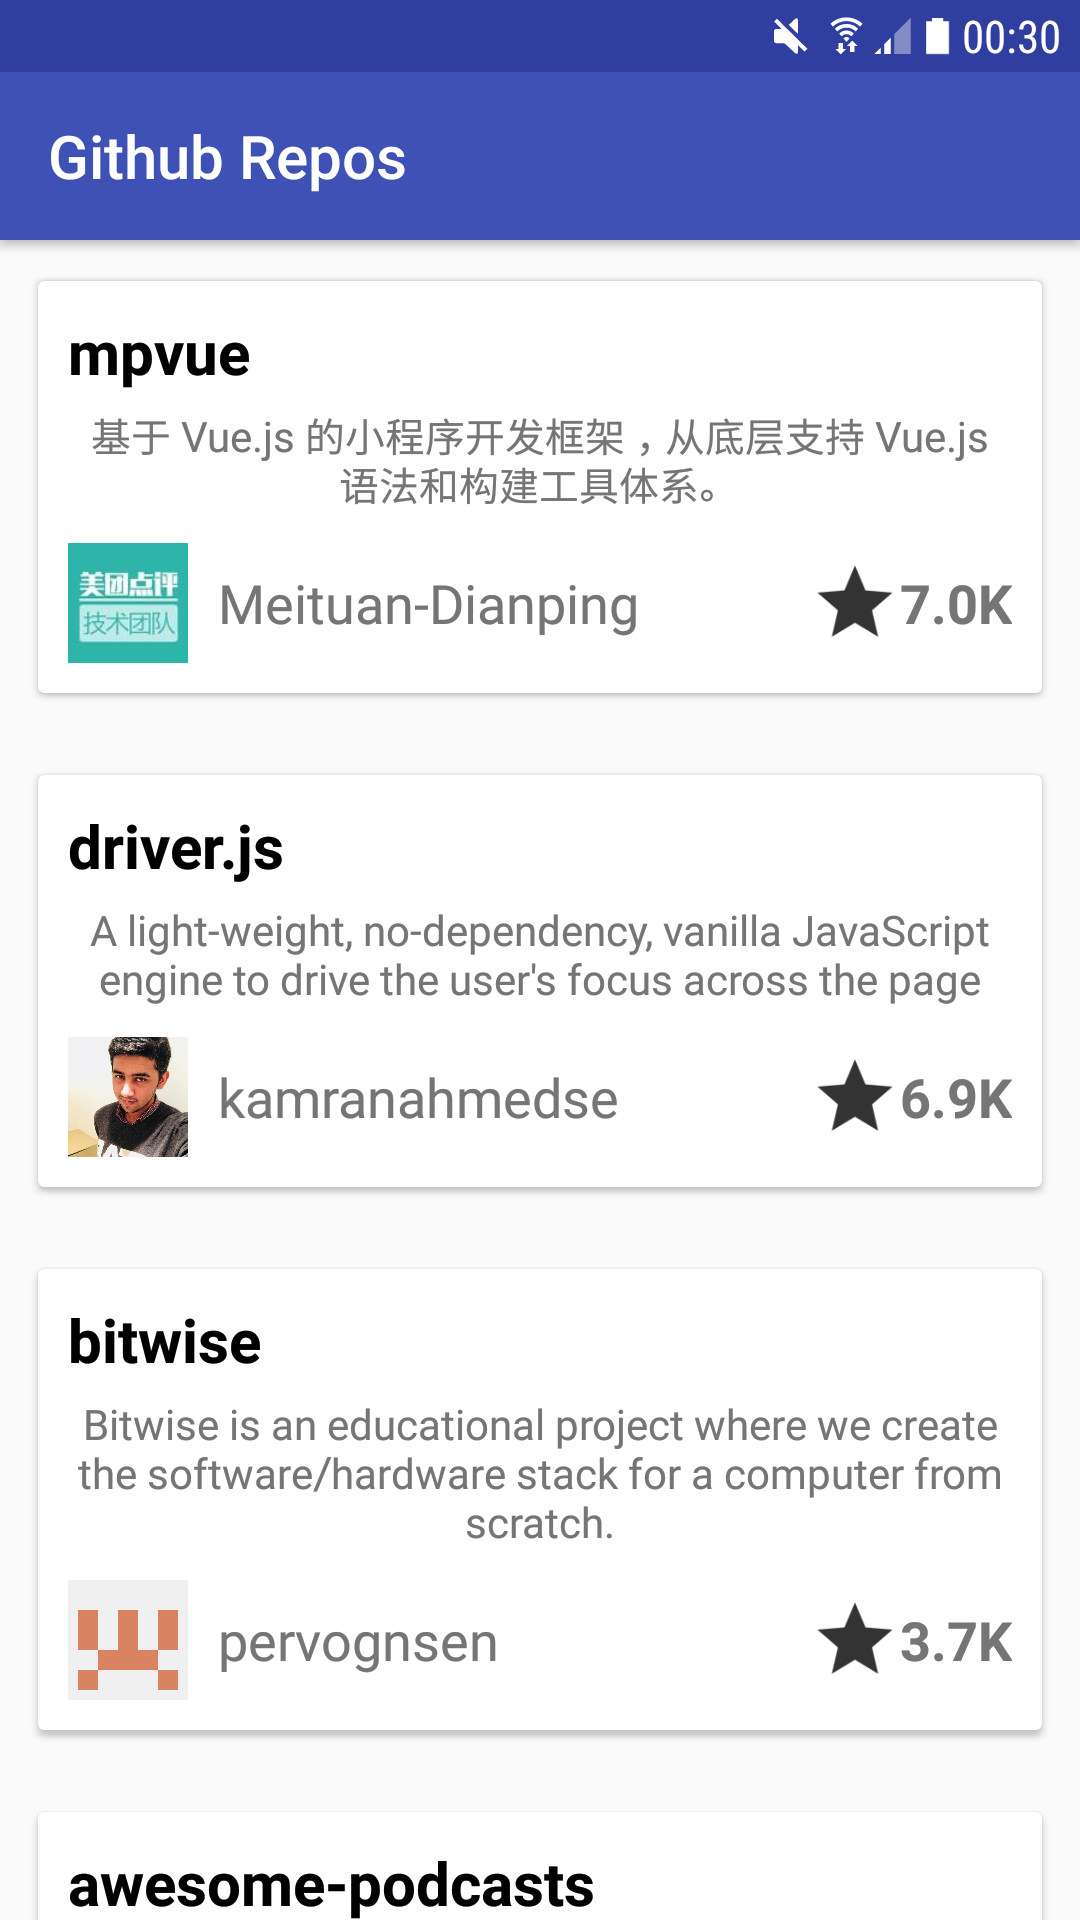 00:30
Github Repos
mpvue
基于 Vue.js 的小程序开发框架，从底层支持 Vue.js
语法和构建工具体系。
美团点评
技术团队
Meituan-Dianping
7.0K
driver.js
A light-weight, no-dependency, vanilla JavaScript
engine to drive the user's focus across the page
kamranahmedse
6.9K
bitwise
Bitwise is an educational project where we create
the software/hardware stack for a computer from
scratch.
pervognsen
3.7K
awesome-podcasts